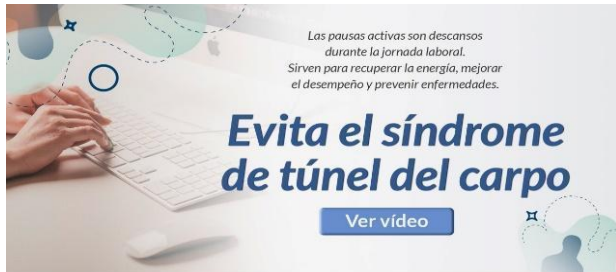 Las pausas activas son descansos
durante la jornada laboral.
Sirven para recuperar la energía, mejorar
el desempeño y prevenir enfermedades.
Evita el síndrome
de túnel del carpo
Ver vídeo